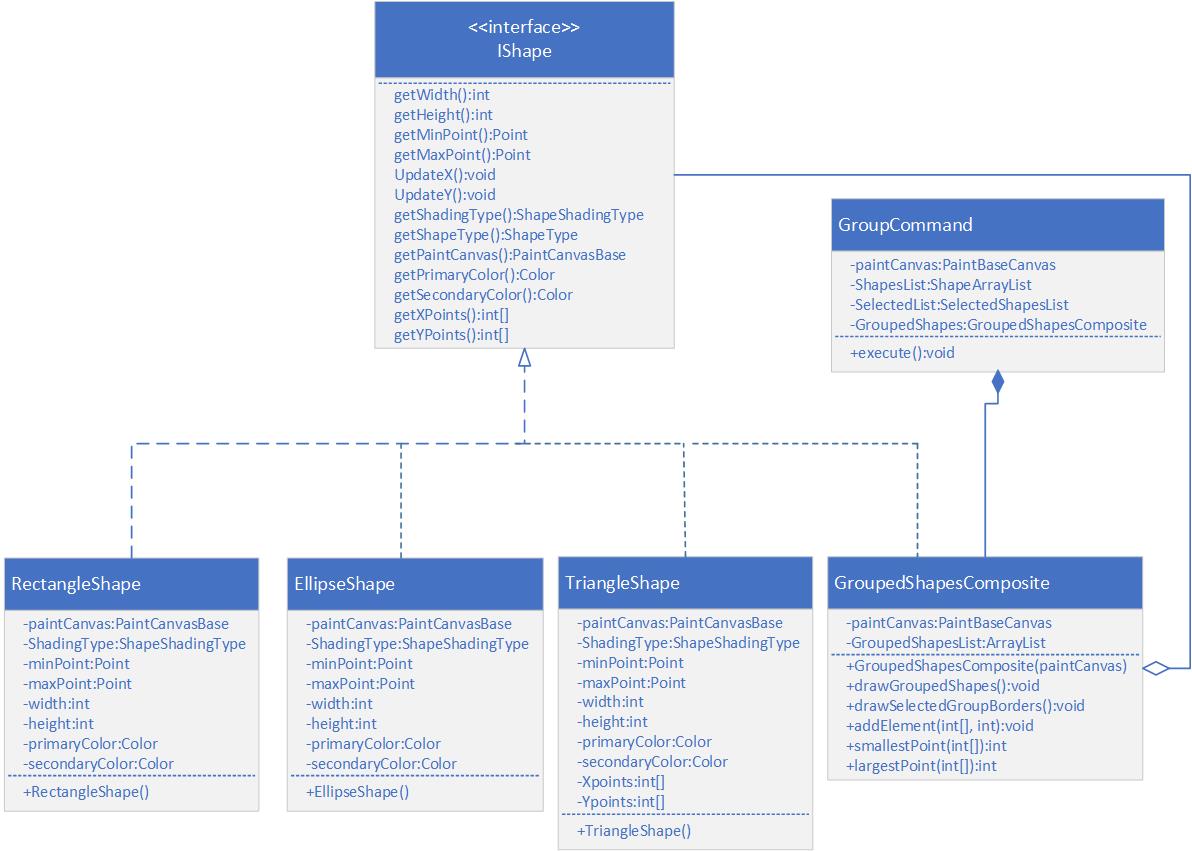 <<interface>>
IShape
getWidth():int
getHeight():int
getMinPoint():Point
getMaxPoint():Point
UpdateX():void
UpdateY():void
getShadingType():ShapeShadingType
getShapeType():ShapeType
getPaintCanvas():PaintCanvasBase
getPrimaryColor():Color
getSecondaryColor():Color
getXPoints():int[]
getYPoints():int[]
GroupCommand
-paintCanvas:PaintBaseCanvas
-ShapesList:ShapeArrayList
-SelectedList:SelectedShapesList
-GroupedShapes:GroupedShapesComposite
+execute():void
RectangleShape
-paintCanvas:PaintCanvasBase
-ShadingType:ShapeShadingType
-minPoint:Point
-maxPoint:Point
-width:int
-height:int
-primaryColor:Color
-secondaryColor:Color
+RectangleShape()
EllipseShape
-paintCanvas:PaintCanvasBase
-ShadingType:ShapeShadingType
-minPoint:Point
-maxPoint:Point
-width:int
-height:int
-primaryColor:Color
-secondaryColor:Color
+EllipseShape()
TriangleShape
-paintCanvas:PaintCanvasBase
-ShadingType:ShapeShadingType
-minPoint:Point
-maxPoint:Point
-width:int
-height:int
-primaryColor:Color
-secondaryColor:Color
-Xpoints:int[]
-Ypoints:int[]
+TriangleShape()
GroupedShapesComposite
-paintCanvas:PaintBaseCanvas
-GroupedShapesList:ArrayList
+GroupedShapesComposite(paintCanvas)
+drawGroupedShapes():void
+drawSelectedGroupBorders():void
+addElement(int[], int):void
+smallestPoint(int[]):int
+largestPoint(int[]):int